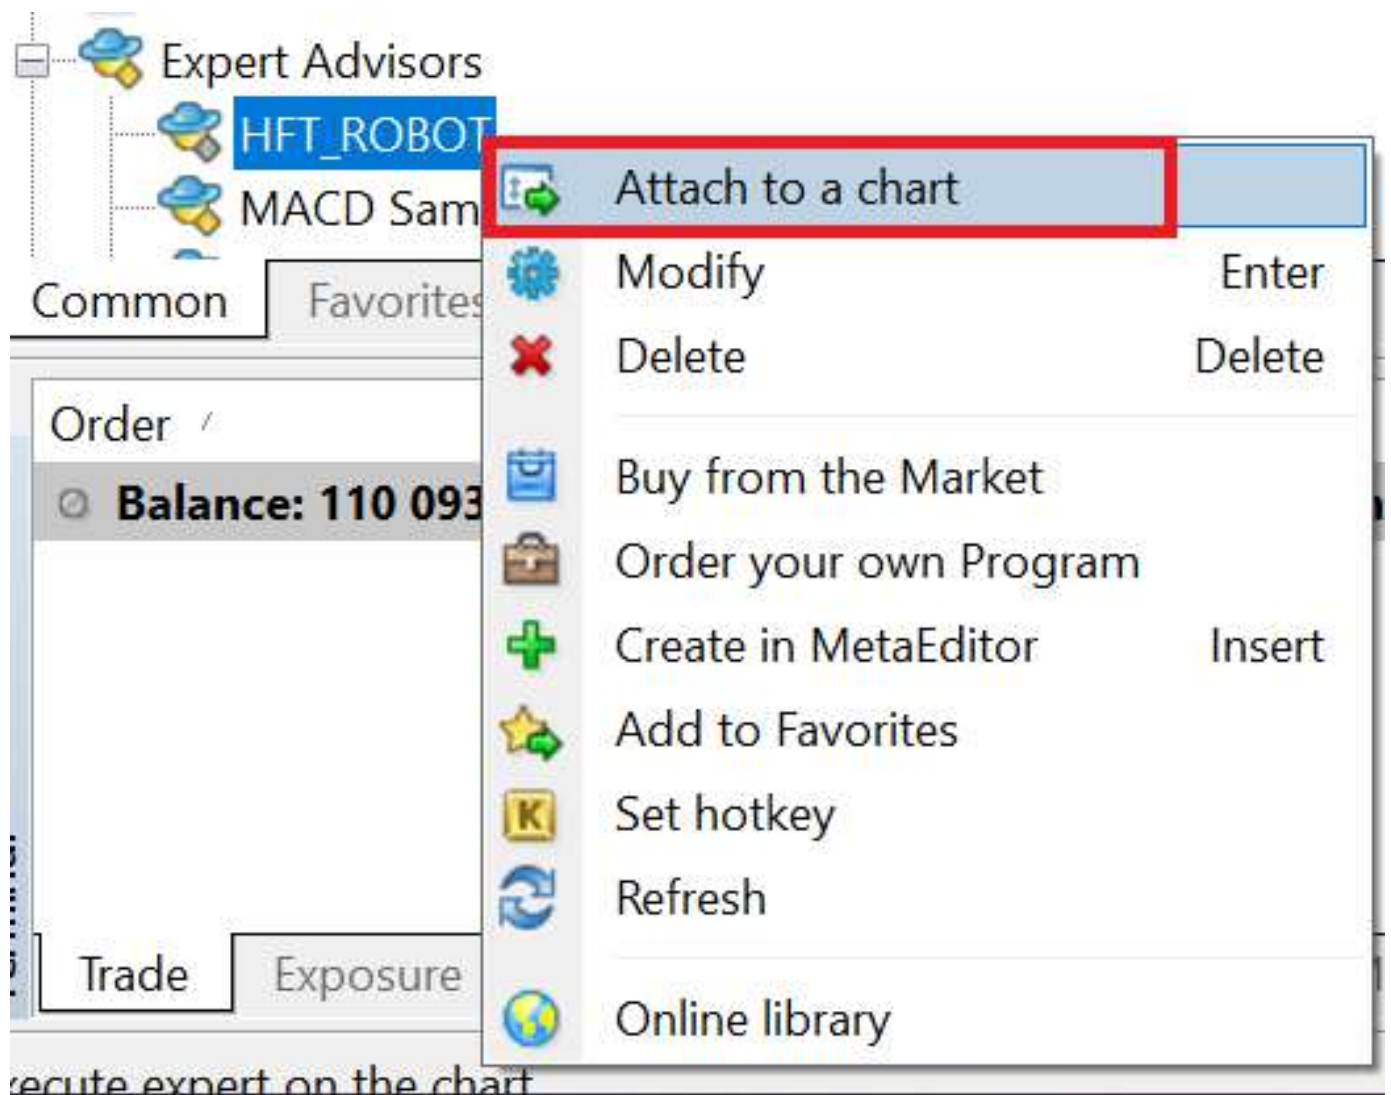 Expert Advisors
HFT_ROBOT
MACD Sam
Attach to a chart
Modify Enter
Common Favorites
Delete Delete
Order
Buy from the Market
Balance: 110 093
Order your own Program
Create in MetaEditor Insert
Add to Favorites
Set hotkey
K
Refresh
Trade Exposure
Online library
expert on the chart